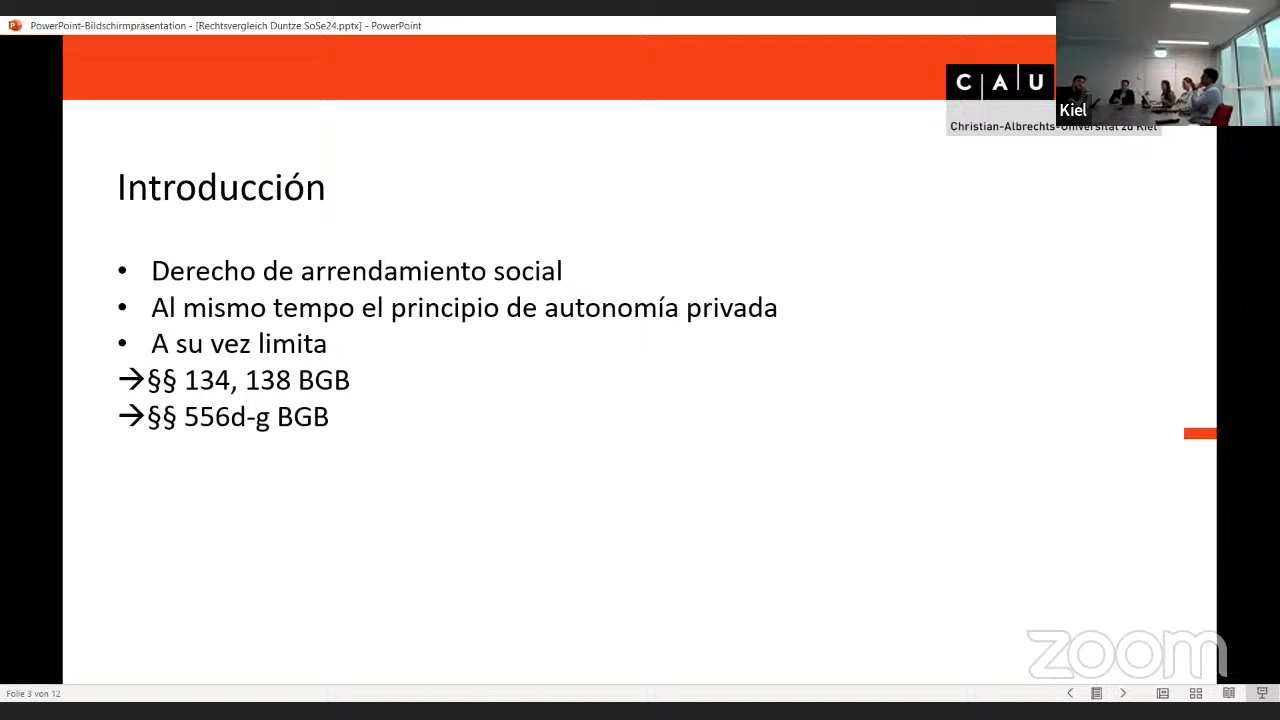 PowerPoint-Bildschirmpräsentation - [Rechtsvergleich Duntze SoSe24.pptx] - PowerPoint
C A U
Kiel
Christian-Albrechts-Universität zu Kiel
Introducción
• Derecho de arrendamiento social
• Al mismo tempo el principio de autonomía privada
• A su vez limita
→§§ 134, 138 BGB
→§§ 556d-g BGB
zoom
Folie 3 von 12